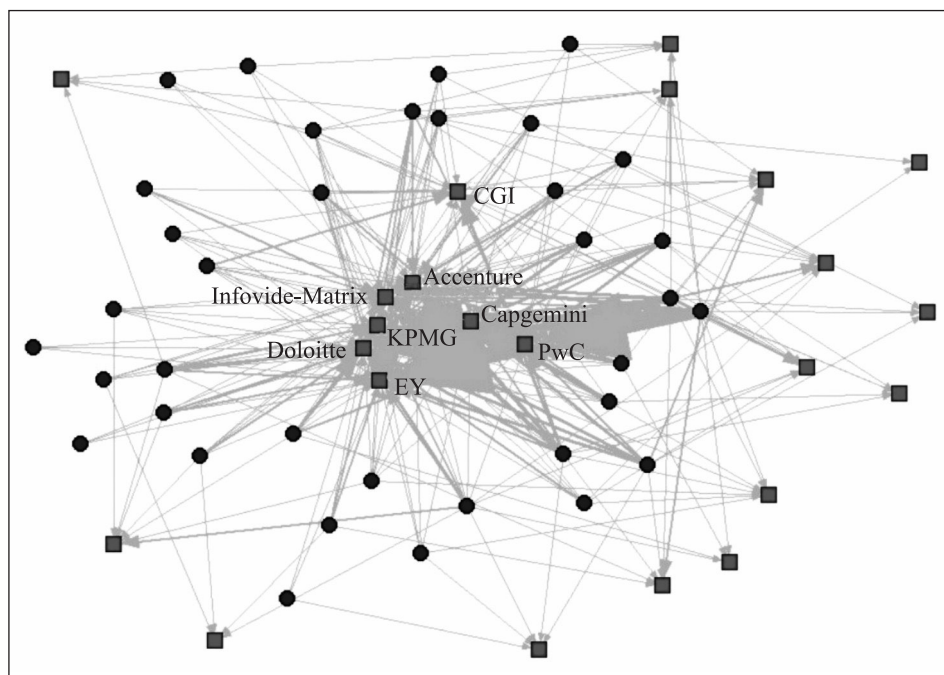 CGI
Accenture
Infovide-Matrix
Capgemini
KPMG
Doloitte
PwC
EY